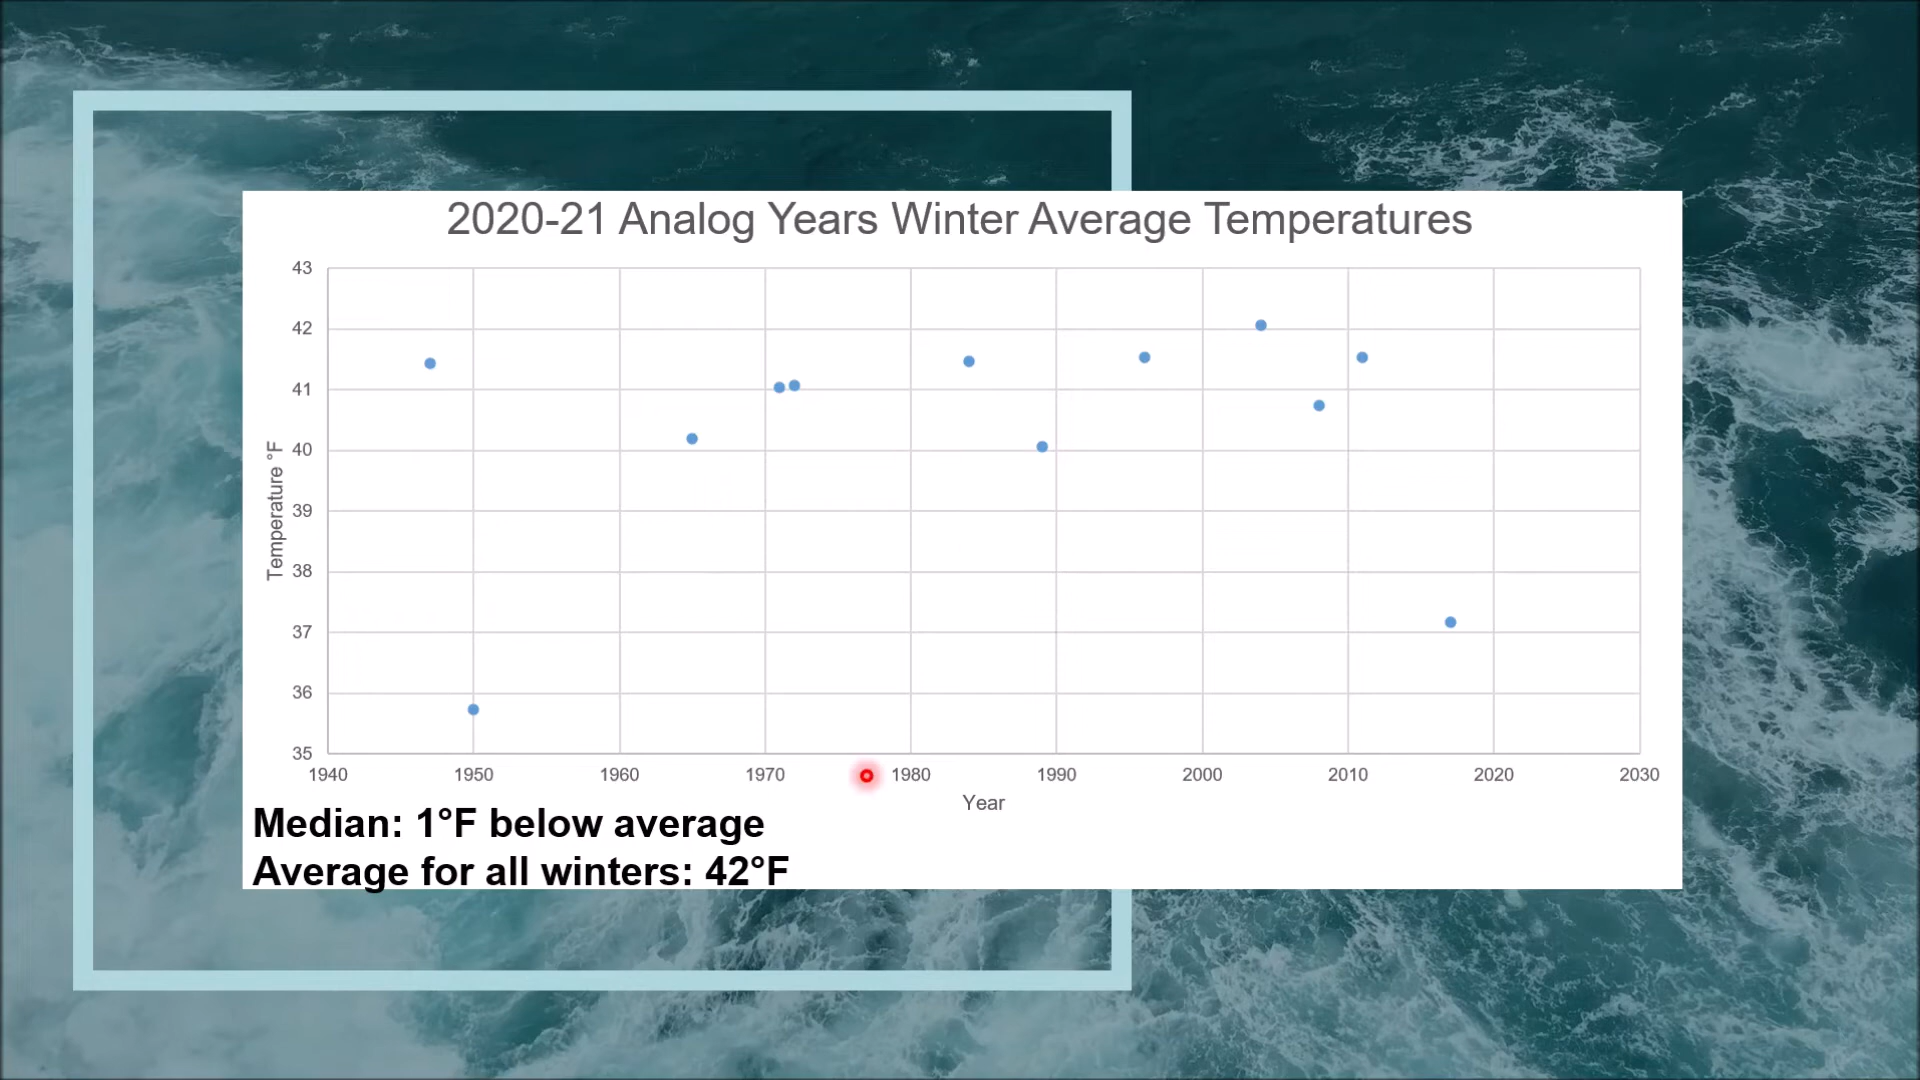 2020-21 Analog Years Winter Average Temperatures
43
42
41
40
39
38
37
36
35
Temperature °F
1940 1950 1960 1970 1980 1990 2000 2010 2020 2030
Year
Median: 1°F below average
Average for all winters: 42°F